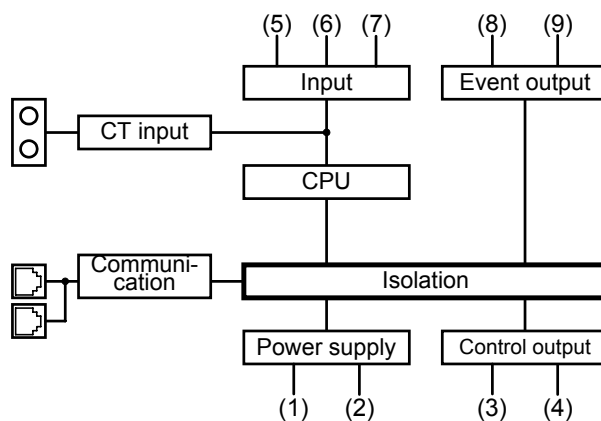 (5) (6) (7) (8) (9)
Input Event output
CT input
CPU
Communi-
cation
Isolation
Power supply Control output
(1) (2) (3) (4)